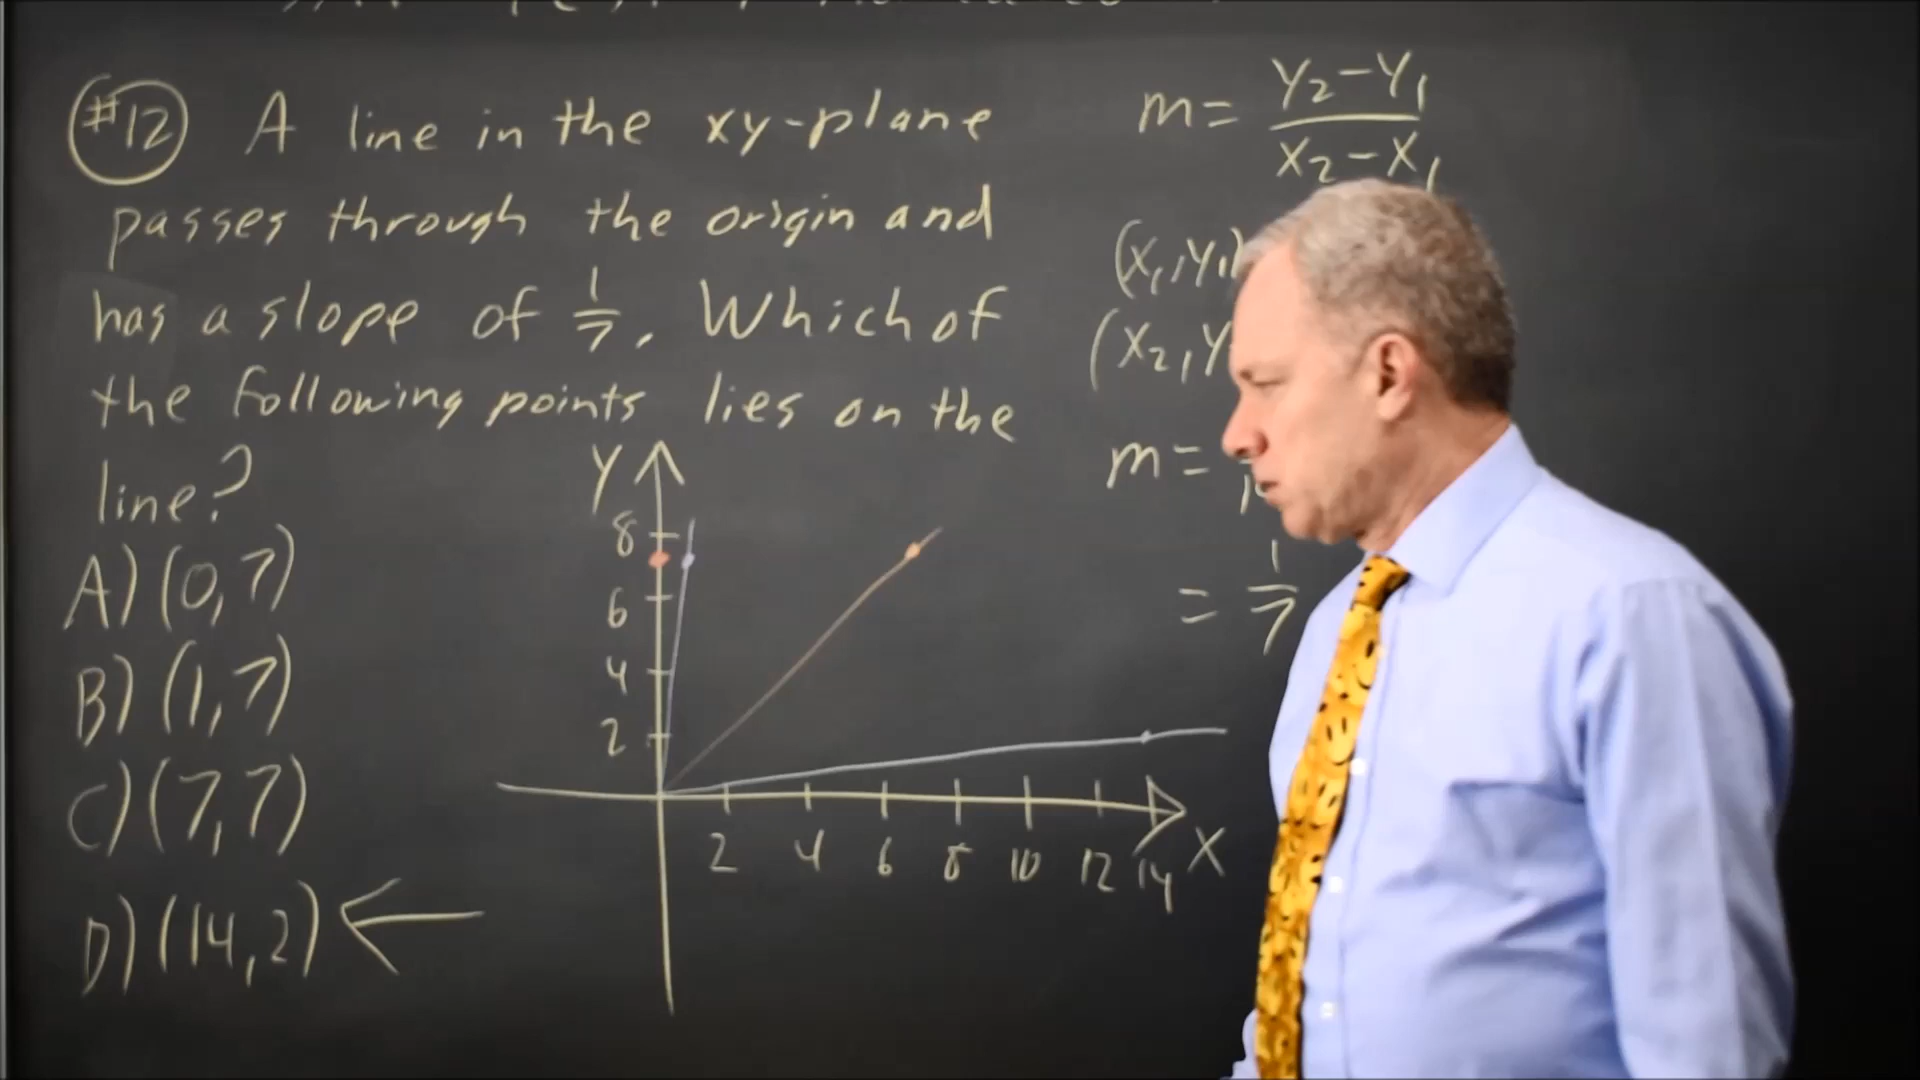 #12 A line in the xy-plane
passes through the origin and
has a slope of 1/7. Which of
the following points lies on the
line?
A) (0,7)
B) (1,7)
C) (7,7)
D) (14,2) ←
Y
8
6
4
2
2 4 6 8 10 12 14 X
m = y₂-y₁/x₂-x₁
(x₁,y₁)
(x₂,y
m =
= 1/7